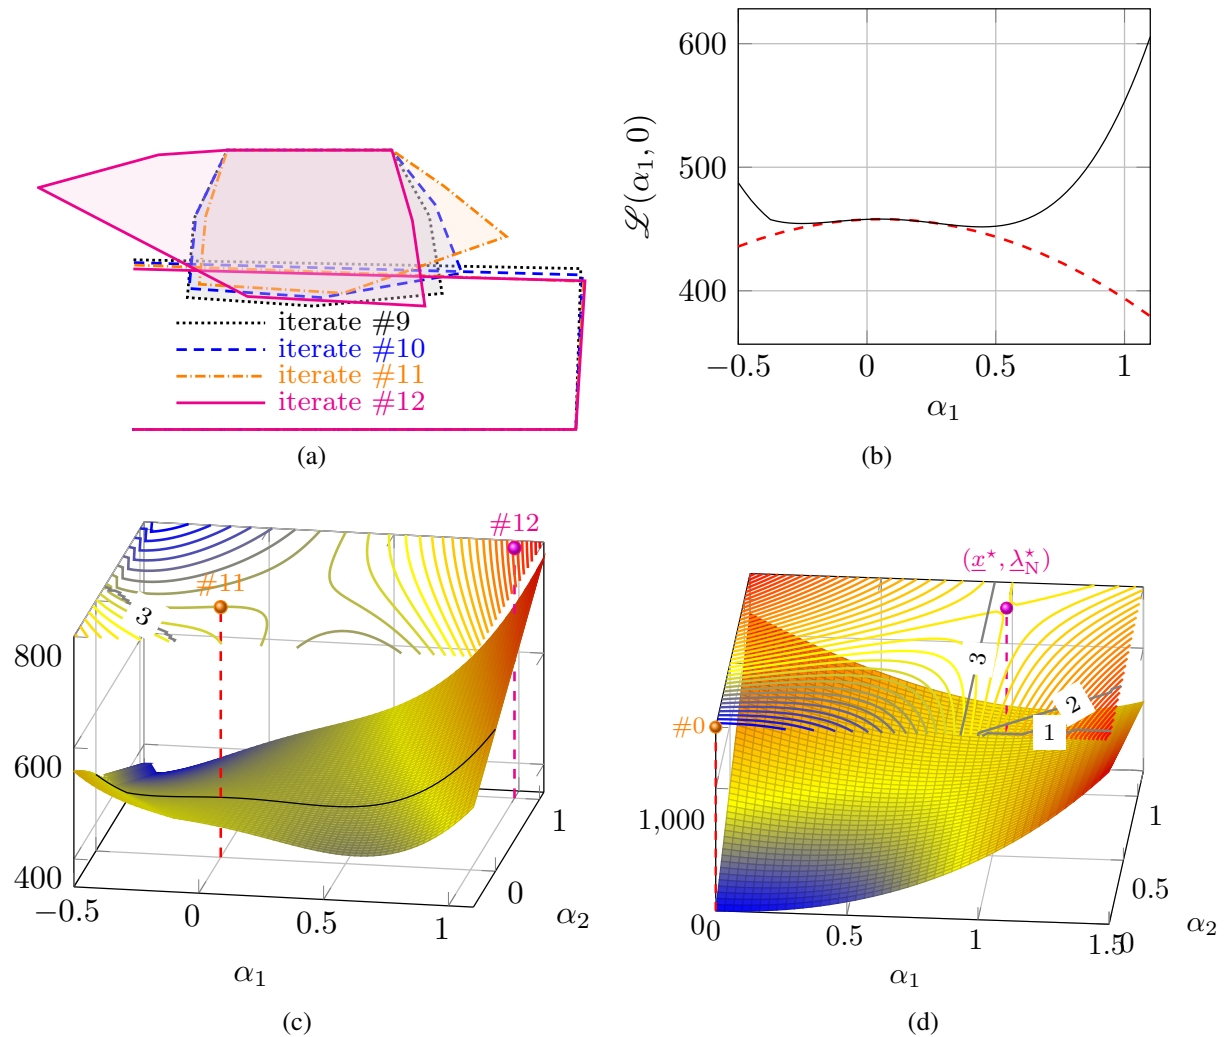 iterate #9
iterate #10
iterate #11
iterate #12
(a)
600
500
400
−0.5 0 0.5 1
ℒ(α₁, 0)
α₁
(b)
#12
#11
3
800
600
400
−0.5 0 0.5 1
0
1
α₁
α₂
(c)
(x⋆, λ⋆N)
3
2
1
#0
1,000
0
0 0.5 1 1.5
0
0.5
1
α₁
α₂
(d)